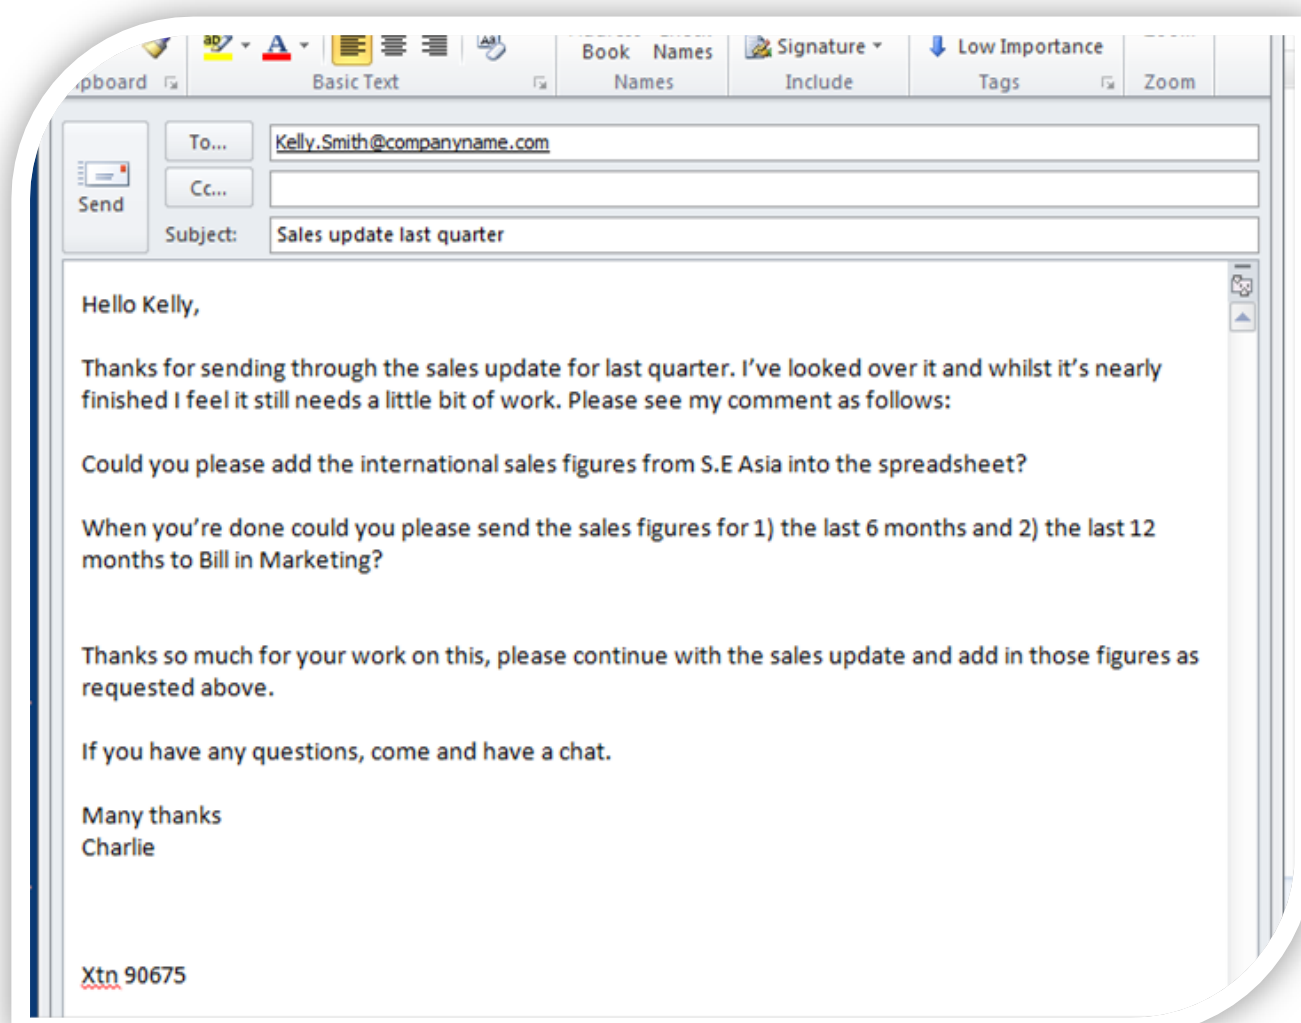 ab
A
Aa
Book Names
Signature
Low Importance
pboard
Basic Text
Names
Include
Tags
Zoom
To...
Kelly.Smith@companyname.com
Cc...
Send
Subject:
Sales update last quarter
Hello Kelly,
Thanks for sending through the sales update for last quarter. I’ve looked over it and whilst it’s nearly
finished I feel it still needs a little bit of work. Please see my comment as follows:
Could you please add the international sales figures from S.E Asia into the spreadsheet?
When you’re done could you please send the sales figures for 1) the last 6 months and 2) the last 12
months to Bill in Marketing?
Thanks so much for your work on this, please continue with the sales update and add in those figures as
requested above.
If you have any questions, come and have a chat.
Many thanks
Charlie
Xtn 90675